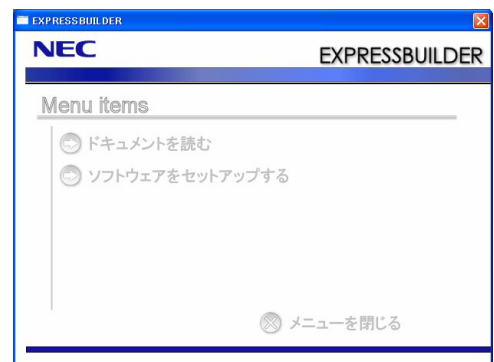 EXPRESSBUILDER
NEC
EXPRESSBUILDER
Menu items
ドキュメントを読む
ソフトウェアをセットアップする
メニューを閉じる